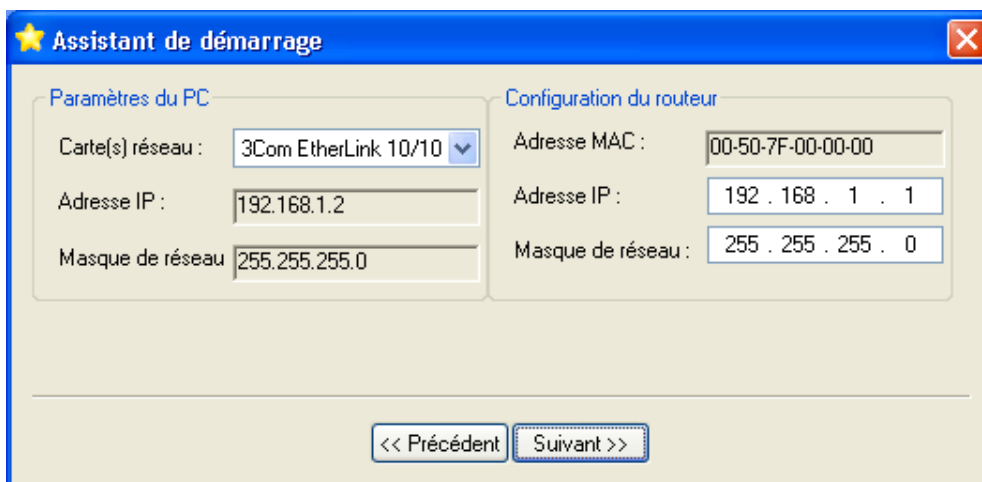 Assistant de démarrage
Paramètres du PC
Carte(s) réseau : 3Com EtherLink 10/10
Adresse IP : 192.168.1.2
Masque de réseau 255.255.255.0
Configuration du routeur
Adresse MAC : 00-50-7F-00-00-00
Adresse IP : 192 . 168 . 1 . 1
Masque de réseau : 255 . 255 . 255 . 0
<< Précédent
Suivant >>